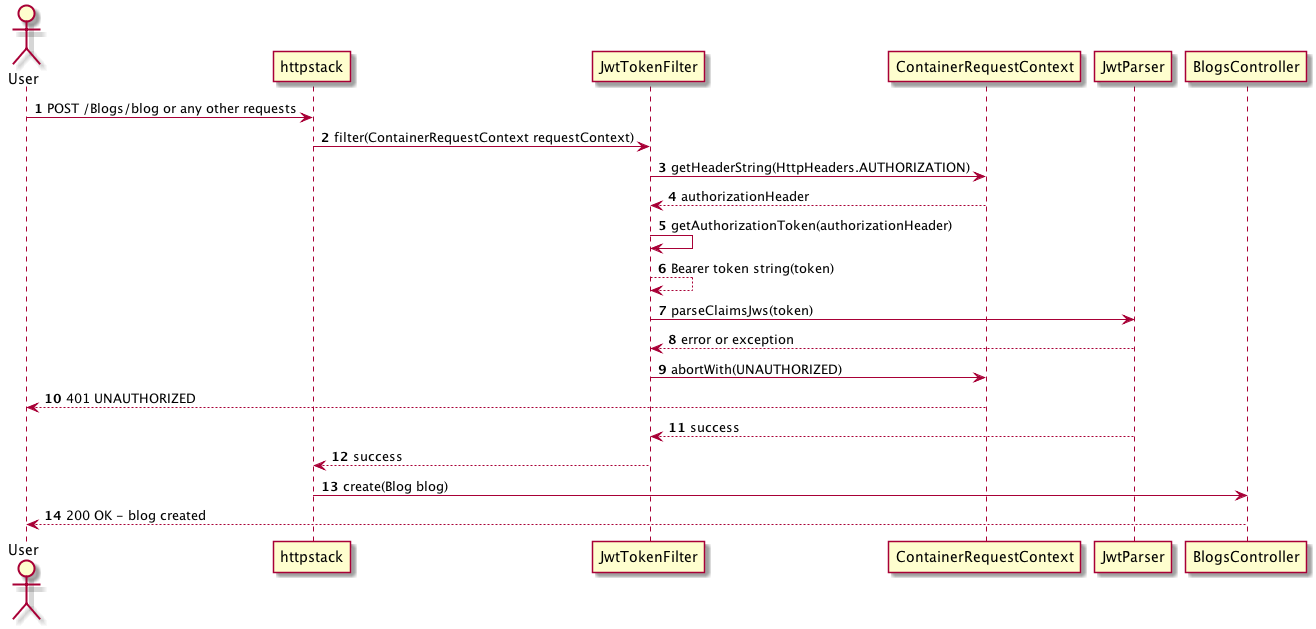 User
httpstack
JwtTokenFilter
ContainerRequestContext
JwtParser
BlogsController
1 POST /Blogs/blog or any other requests
2 filter(ContainerRequestContext requestContext)
3 getHeaderString(HttpHeaders.AUTHORIZATION)
4 authorizationHeader
5 getAuthorizationToken(authorizationHeader)
6 Bearer token string(token)
7 parseClaimsJws(token)
8 error or exception
9 abortWith(UNAUTHORIZED)
10 401 UNAUTHORIZED
11 success
12 success
13 create(Blog blog)
14 200 OK - blog created
User
httpstack
JwtTokenFilter
ContainerRequestContext
JwtParser
BlogsController